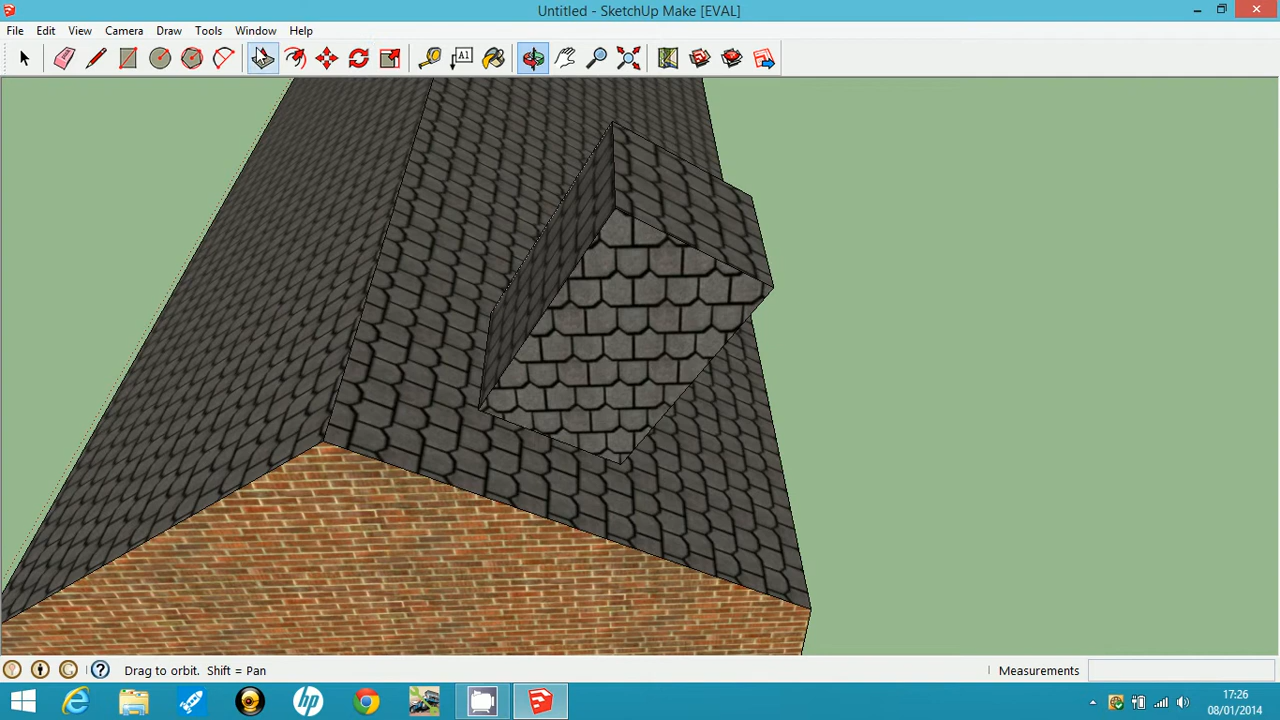 Untitled - SketchUp Make [EVAL]
File Edit View Camera Draw Tools Window Help
A1
Drag to orbit. Shift = Pan
Measurements
17:26
08/01/2014